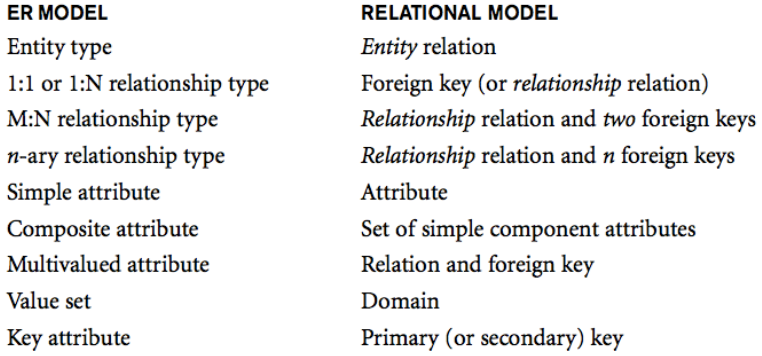 ER MODEL RELATIONAL MODEL
Entity type Entity relation
1:1 or 1:N relationship type Foreign key (or relationship relation)
M:N relationship type Relationship relation and two foreign keys
n-ary relationship type Relationship relation and n foreign keys
Simple attribute Attribute
Composite attribute Set of simple component attributes
Multivalued attribute Relation and foreign key
Value set Domain
Key attribute Primary (or secondary) key